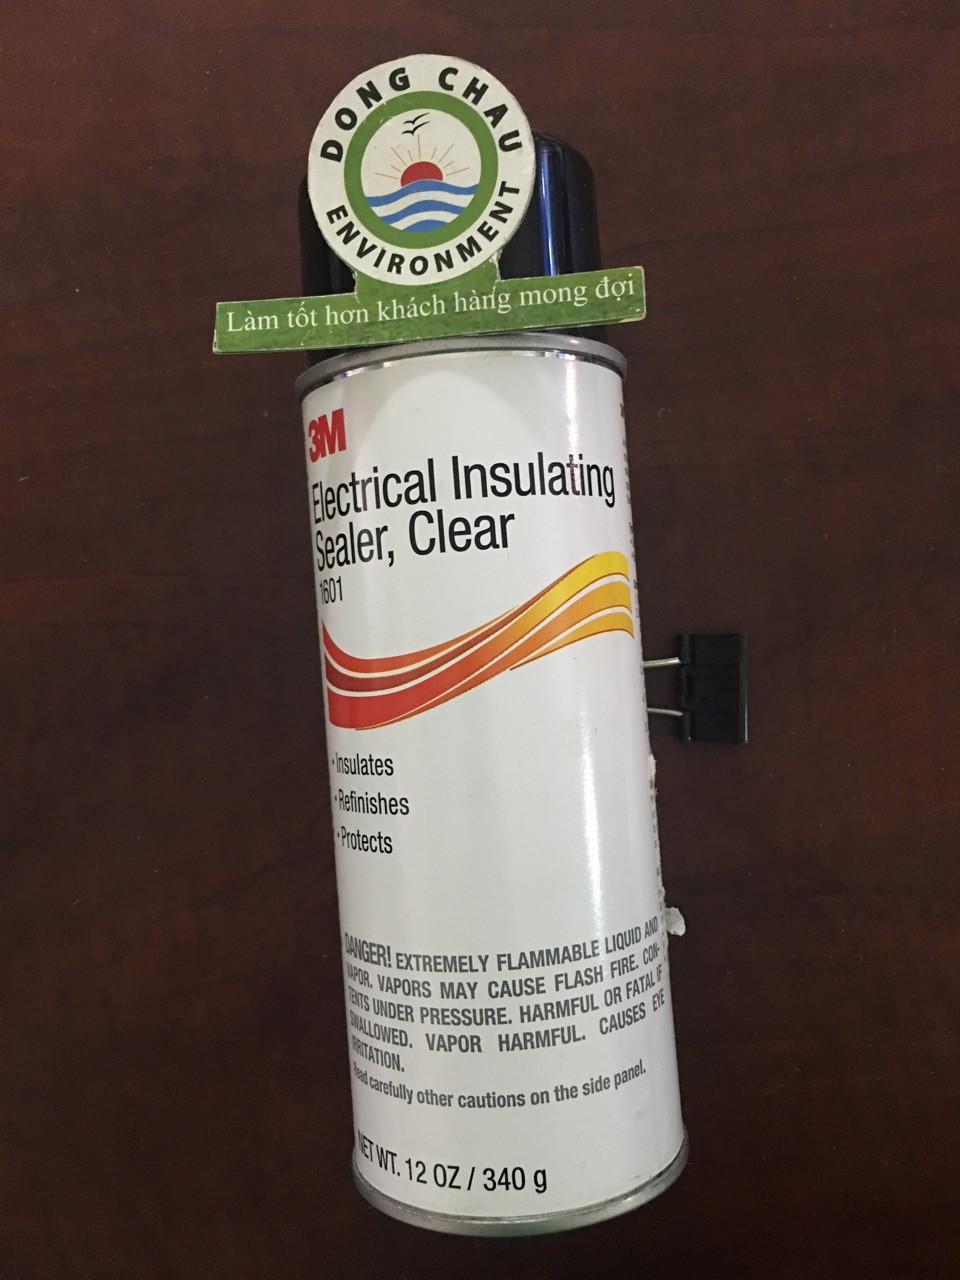 DONG CHAU
ENVIRONMENT
Làm tốt hơn khách hàng mong đợi
3M
Electrical Insulating
Sealer, Clear
1601
· Insulates
· Refinishes
· Protects
DANGER! EXTREMELY FLAMMABLE LIQUID AND
VAPOR. VAPORS MAY CAUSE FLASH FIRE. CON-
TENTS UNDER PRESSURE. HARMFUL OR FATAL IF
SWALLOWED. VAPOR HARMFUL. CAUSES EYE
IRRITATION.
Read carefully other cautions on the side panel.
NET WT. 12 OZ / 340 g